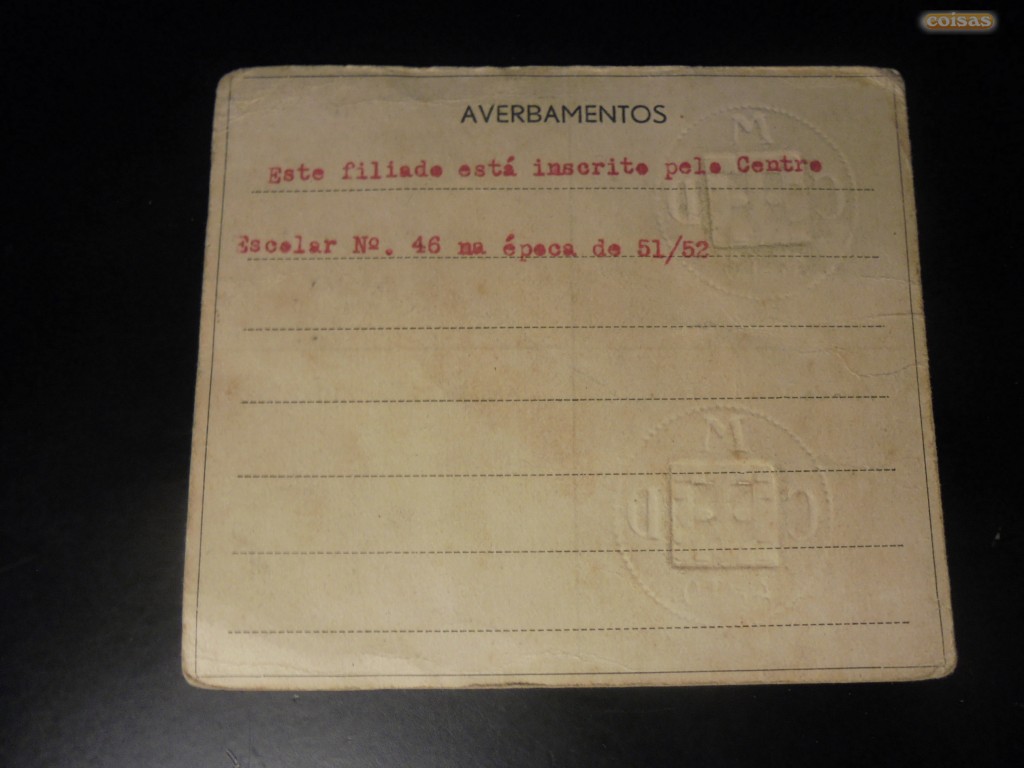 coisas
AVERBAMENTOS
Este filiado está inscrito pelo Centro
Escolar Nº. 46 na época de 51/52
M
C D
M
C D